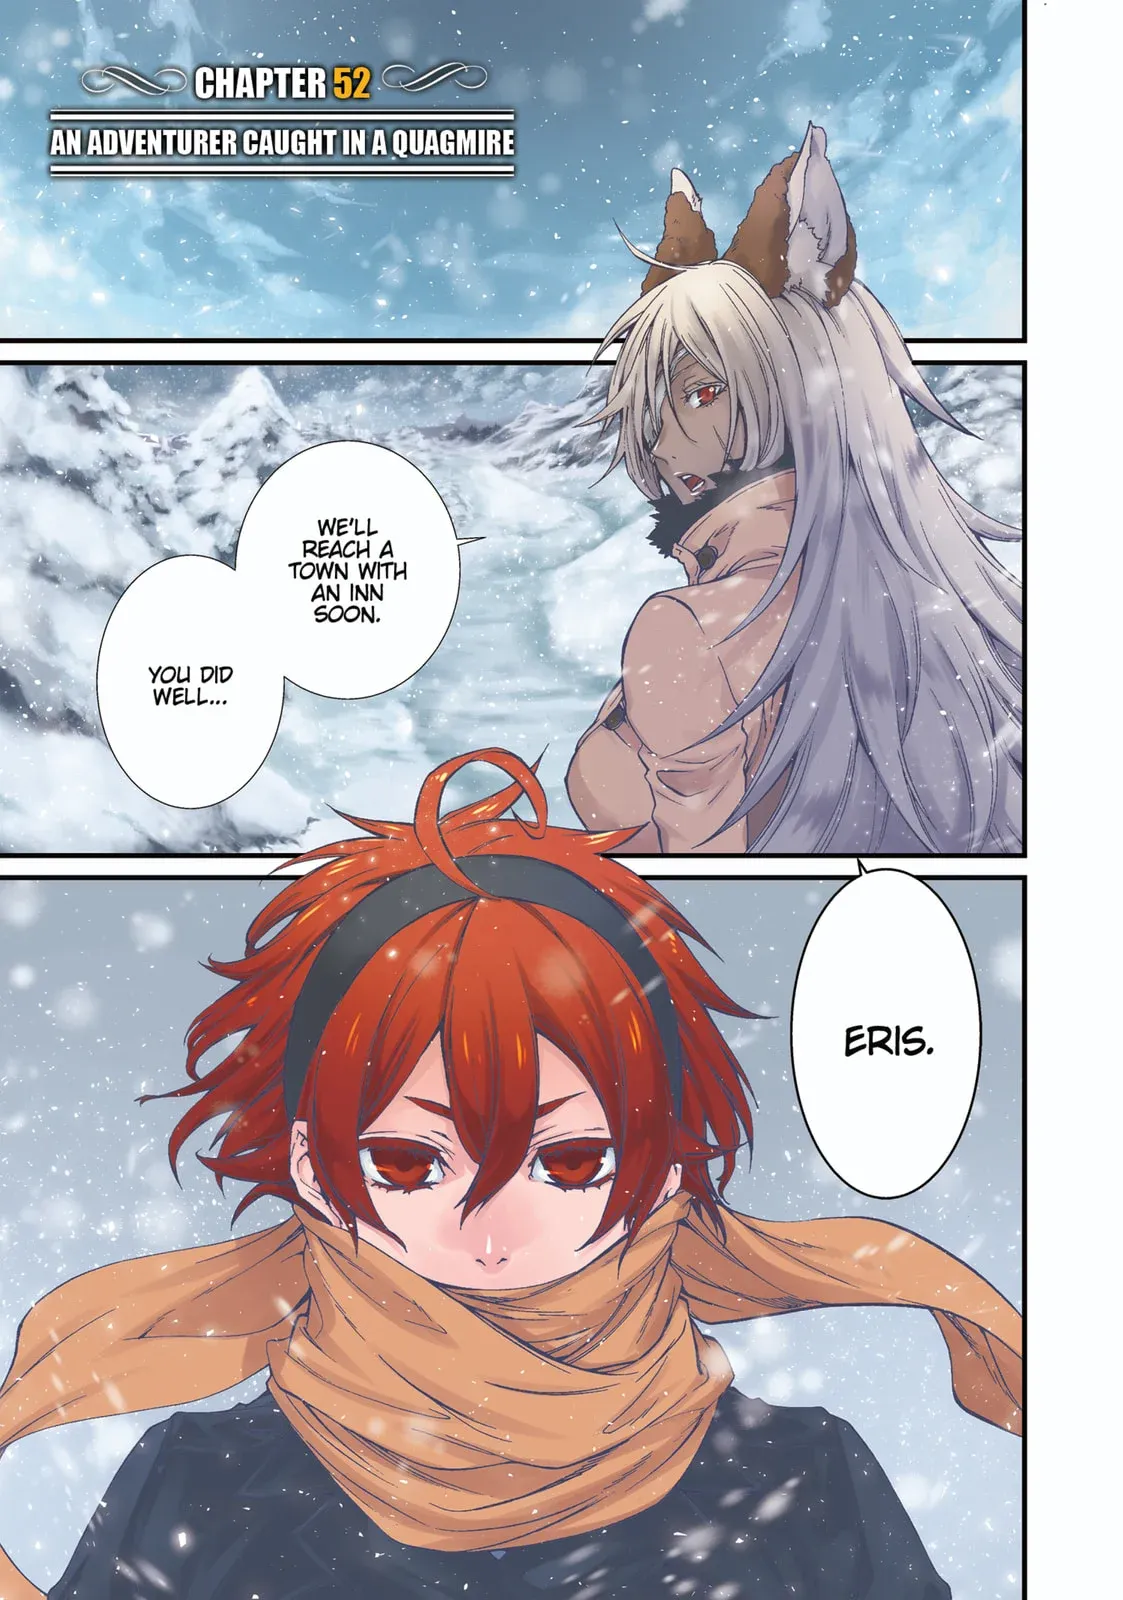 CHAPTER 52
AN ADVENTURER CAUGHT IN A QUAGMIRE
WE'LL
REACH A
TOWN WITH
AN INN
SOON.
YOU DID
WELL...
ERIS.